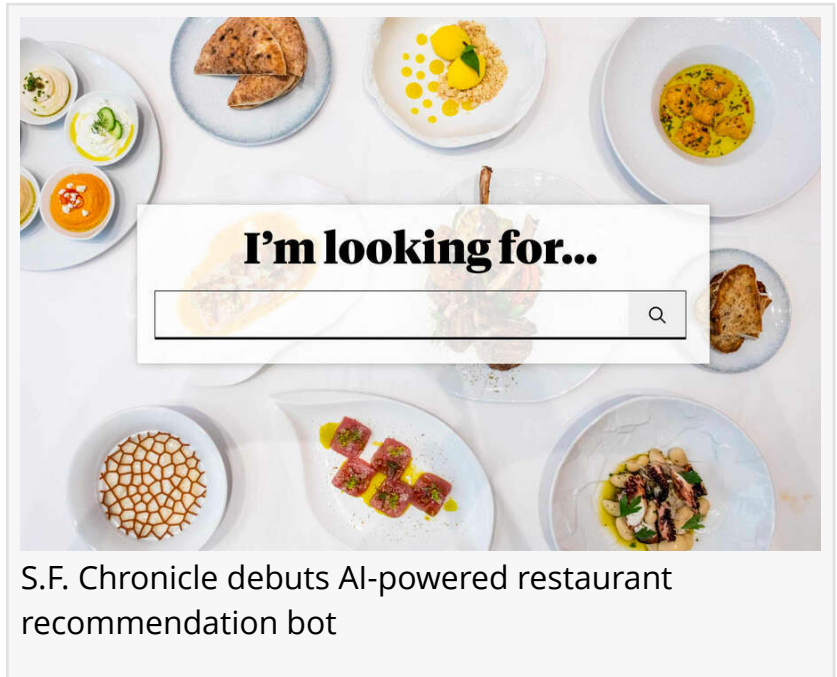 I’m looking for...
S.F. Chronicle debuts AI-powered restaurant
recommendation bot